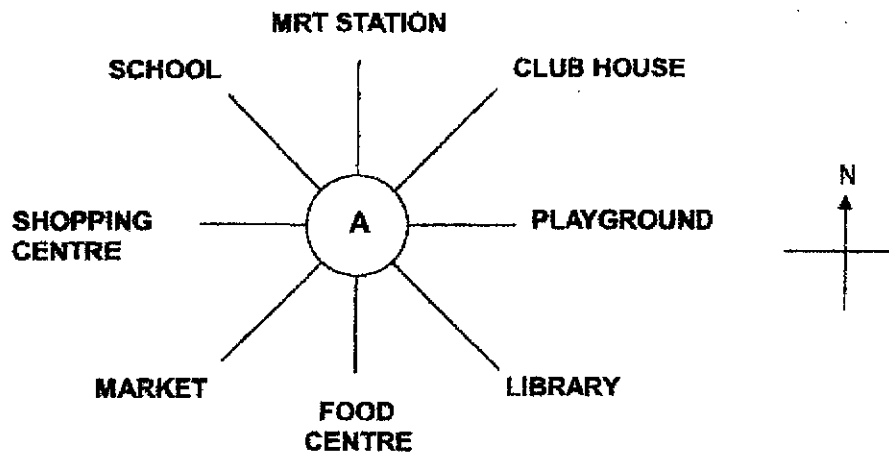 MRT STATION
SCHOOL
CLUB HOUSE
N
SHOPPING
CENTRE
A
PLAYGROUND
MARKET
LIBRARY
FOOD
CENTRE